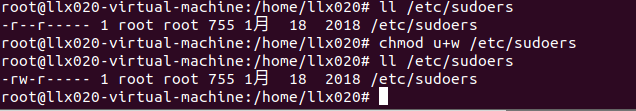 root@llx020-virtual-machine:/home/llx020# ll /etc/sudoers
-r--r----- 1 root root 755 1月  18  2018 /etc/sudoers
root@llx020-virtual-machine:/home/llx020# chmod u+w /etc/sudoers
root@llx020-virtual-machine:/home/llx020# ll /etc/sudoers
-rw-r----- 1 root root 755 1月  18  2018 /etc/sudoers
root@llx020-virtual-machine:/home/llx020#